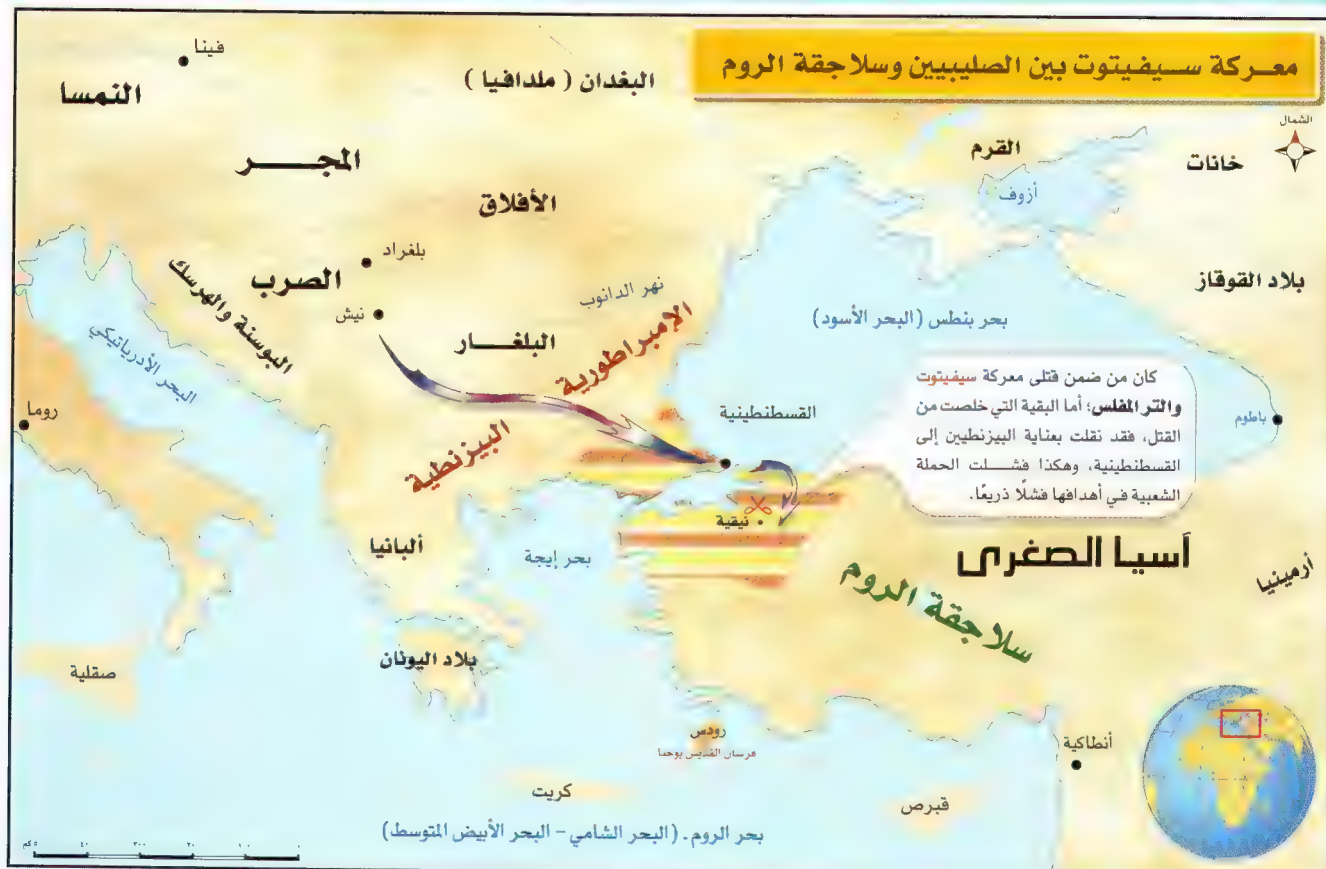 معركة سيفيتوت بين الصليبيين وسلاجقة الروم
الشمال
فينا
النمسا
البغدان ( ملدافيا )
القرم
خانات
أزوف
المجر
الأفلاق
بلغراد
الصرب
نيش
البوسنة والهرسك
البحر الأدرياتيكي
روما
نهر الدانوب
البلغار
الإمبراطورية
البيزنطية
بحر بنطس (البحر الأسود)
بلاد القوقاز
باطوم
القسطنطينية
كان من ضمن قتلى معركة سيفيتوت
والتر المفلس؛ أما البقية التي خلصت من
القتل، فقد نقلت بعناية البيزنطيين إلى
القسطنطينية، وهكذا فشلت الحملة
الشعبية في أهدافها فشلًا ذريعًا.
نيقية
ألبانيا
بحر إيجة
آسيا الصغرى
أرمينيا
سلاجقة الروم
بلاد اليونان
صقلية
رودس
فرسان القديس يوحنا
أنطاكية
كريت
قبرص
بحر الروم. (البحر الشامي - البحر الأبيض المتوسط)